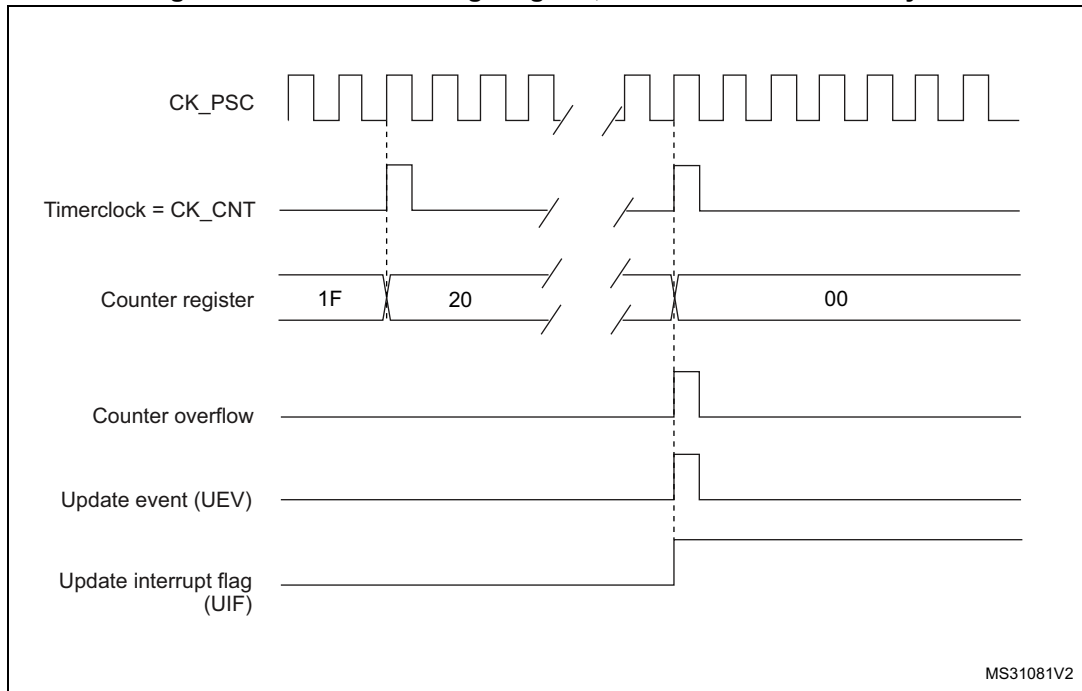 CK_PSC
Timerclock = CK_CNT
Counter register
1F
20
00
Counter overflow
Update event (UEV)
Update interrupt flag
(UIF)
MS31081V2